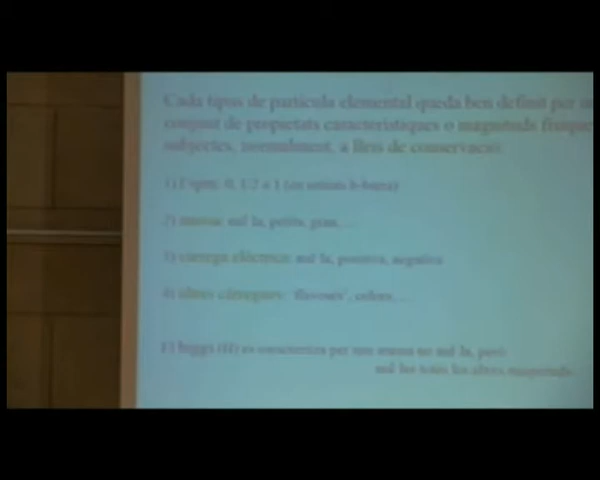 Cada tipus de partícula elemental queda ben definit per
conjunt de propietats característiques o magnituds físiques
subjectes, normalment, a lleis de conservació
1) l'spin: 0, 1/2 o 1 (en unitats h-barra)
2) massa: nul·la, petita, gran, ...
3) càrrega elèctrica: nul·la, positiva, negativa
4) altres càrregues: 'flavours', colors, ...
El higgs (H) es caracteritza per una massa no nul·la, però
nul·les totes les altres magnituds